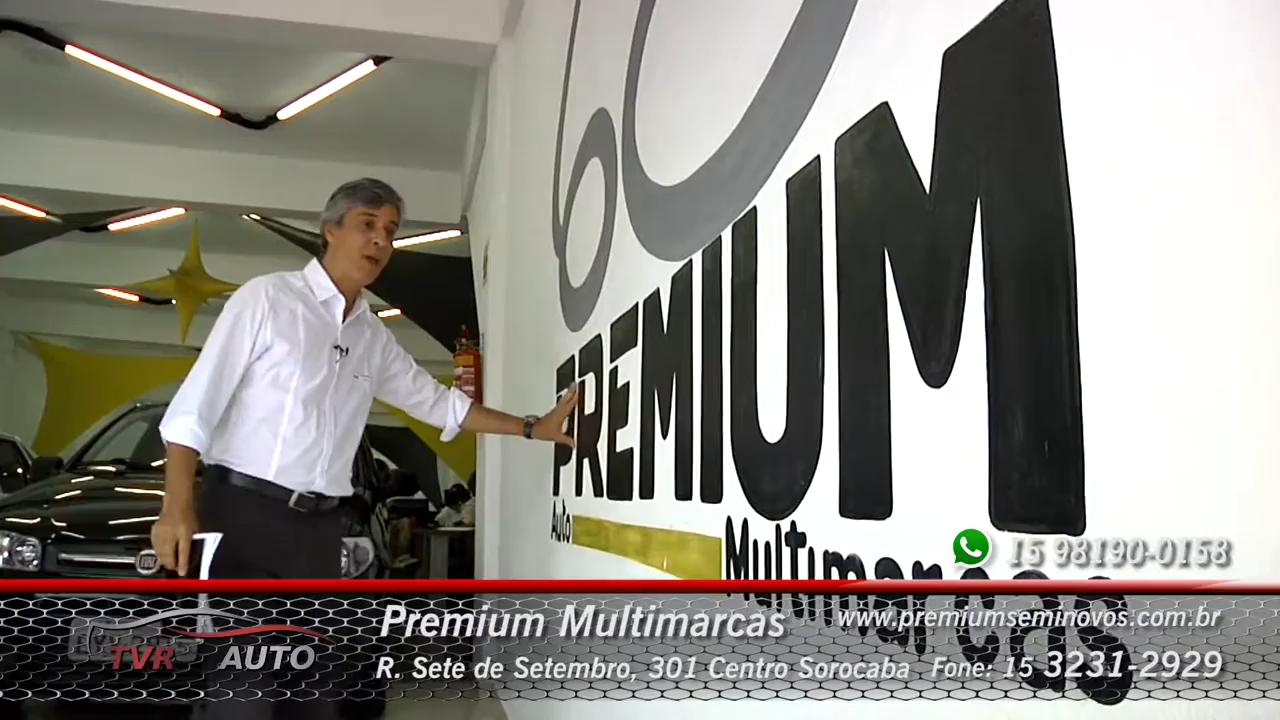 PREMIUM
Auto
Multimarcas
15 98190-0158
Premium Multimarcas
www.premiumseminovos.com.br
TVR AUTO
R. Sete de Setembro, 301 Centro Sorocaba Fone: 15 3231-2929
FIAT